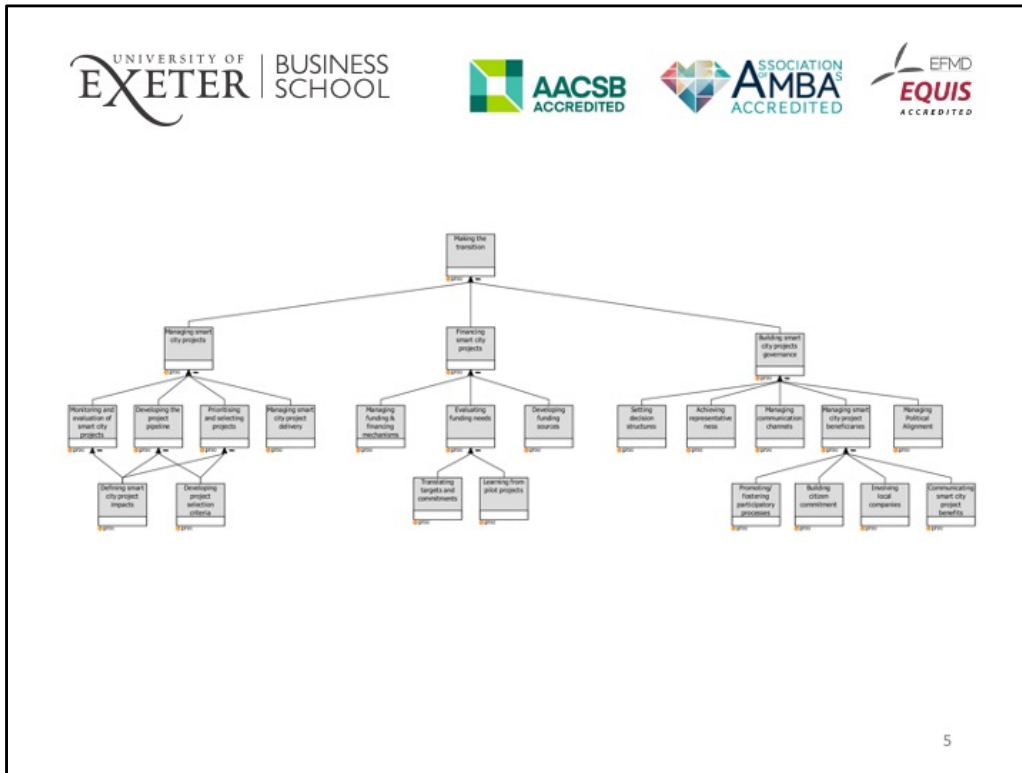 UNIVERSITY OF
EXETER
BUSINESS
SCHOOL
AACSB
ACCREDITED
ASSOCIATION
OF
AMBAS
ACCREDITED
EFMD
EQUIS
ACCREDITED
Making the
transition
Managing smart
city projects
Financing
smart city
projects
Building smart
city projects
governance
Monitoring and
evaluation of
smart city
projects
Developing the
project
pipeline
Prioritising and
selecting
projects
Managing smart
city project
delivery
Managing
funding &
financing
mechanisms
Evaluating
funding needs
Developing
funding
sources
Setting
decision
structures
Achieving
representative
ness
Managing
communication
channels
Managing smart
city project
beneficiaries
Managing
Political
Alignment
Defining smart
city project
impacts
Developing
project
selection
criteria
Translating
targets and
commitments
Learning from
pilot projects
Promoting/
fostering
participatory
processes
Building
citizen
commitment
Involving
local
companies
Communicating
smart city
project
benefits
5